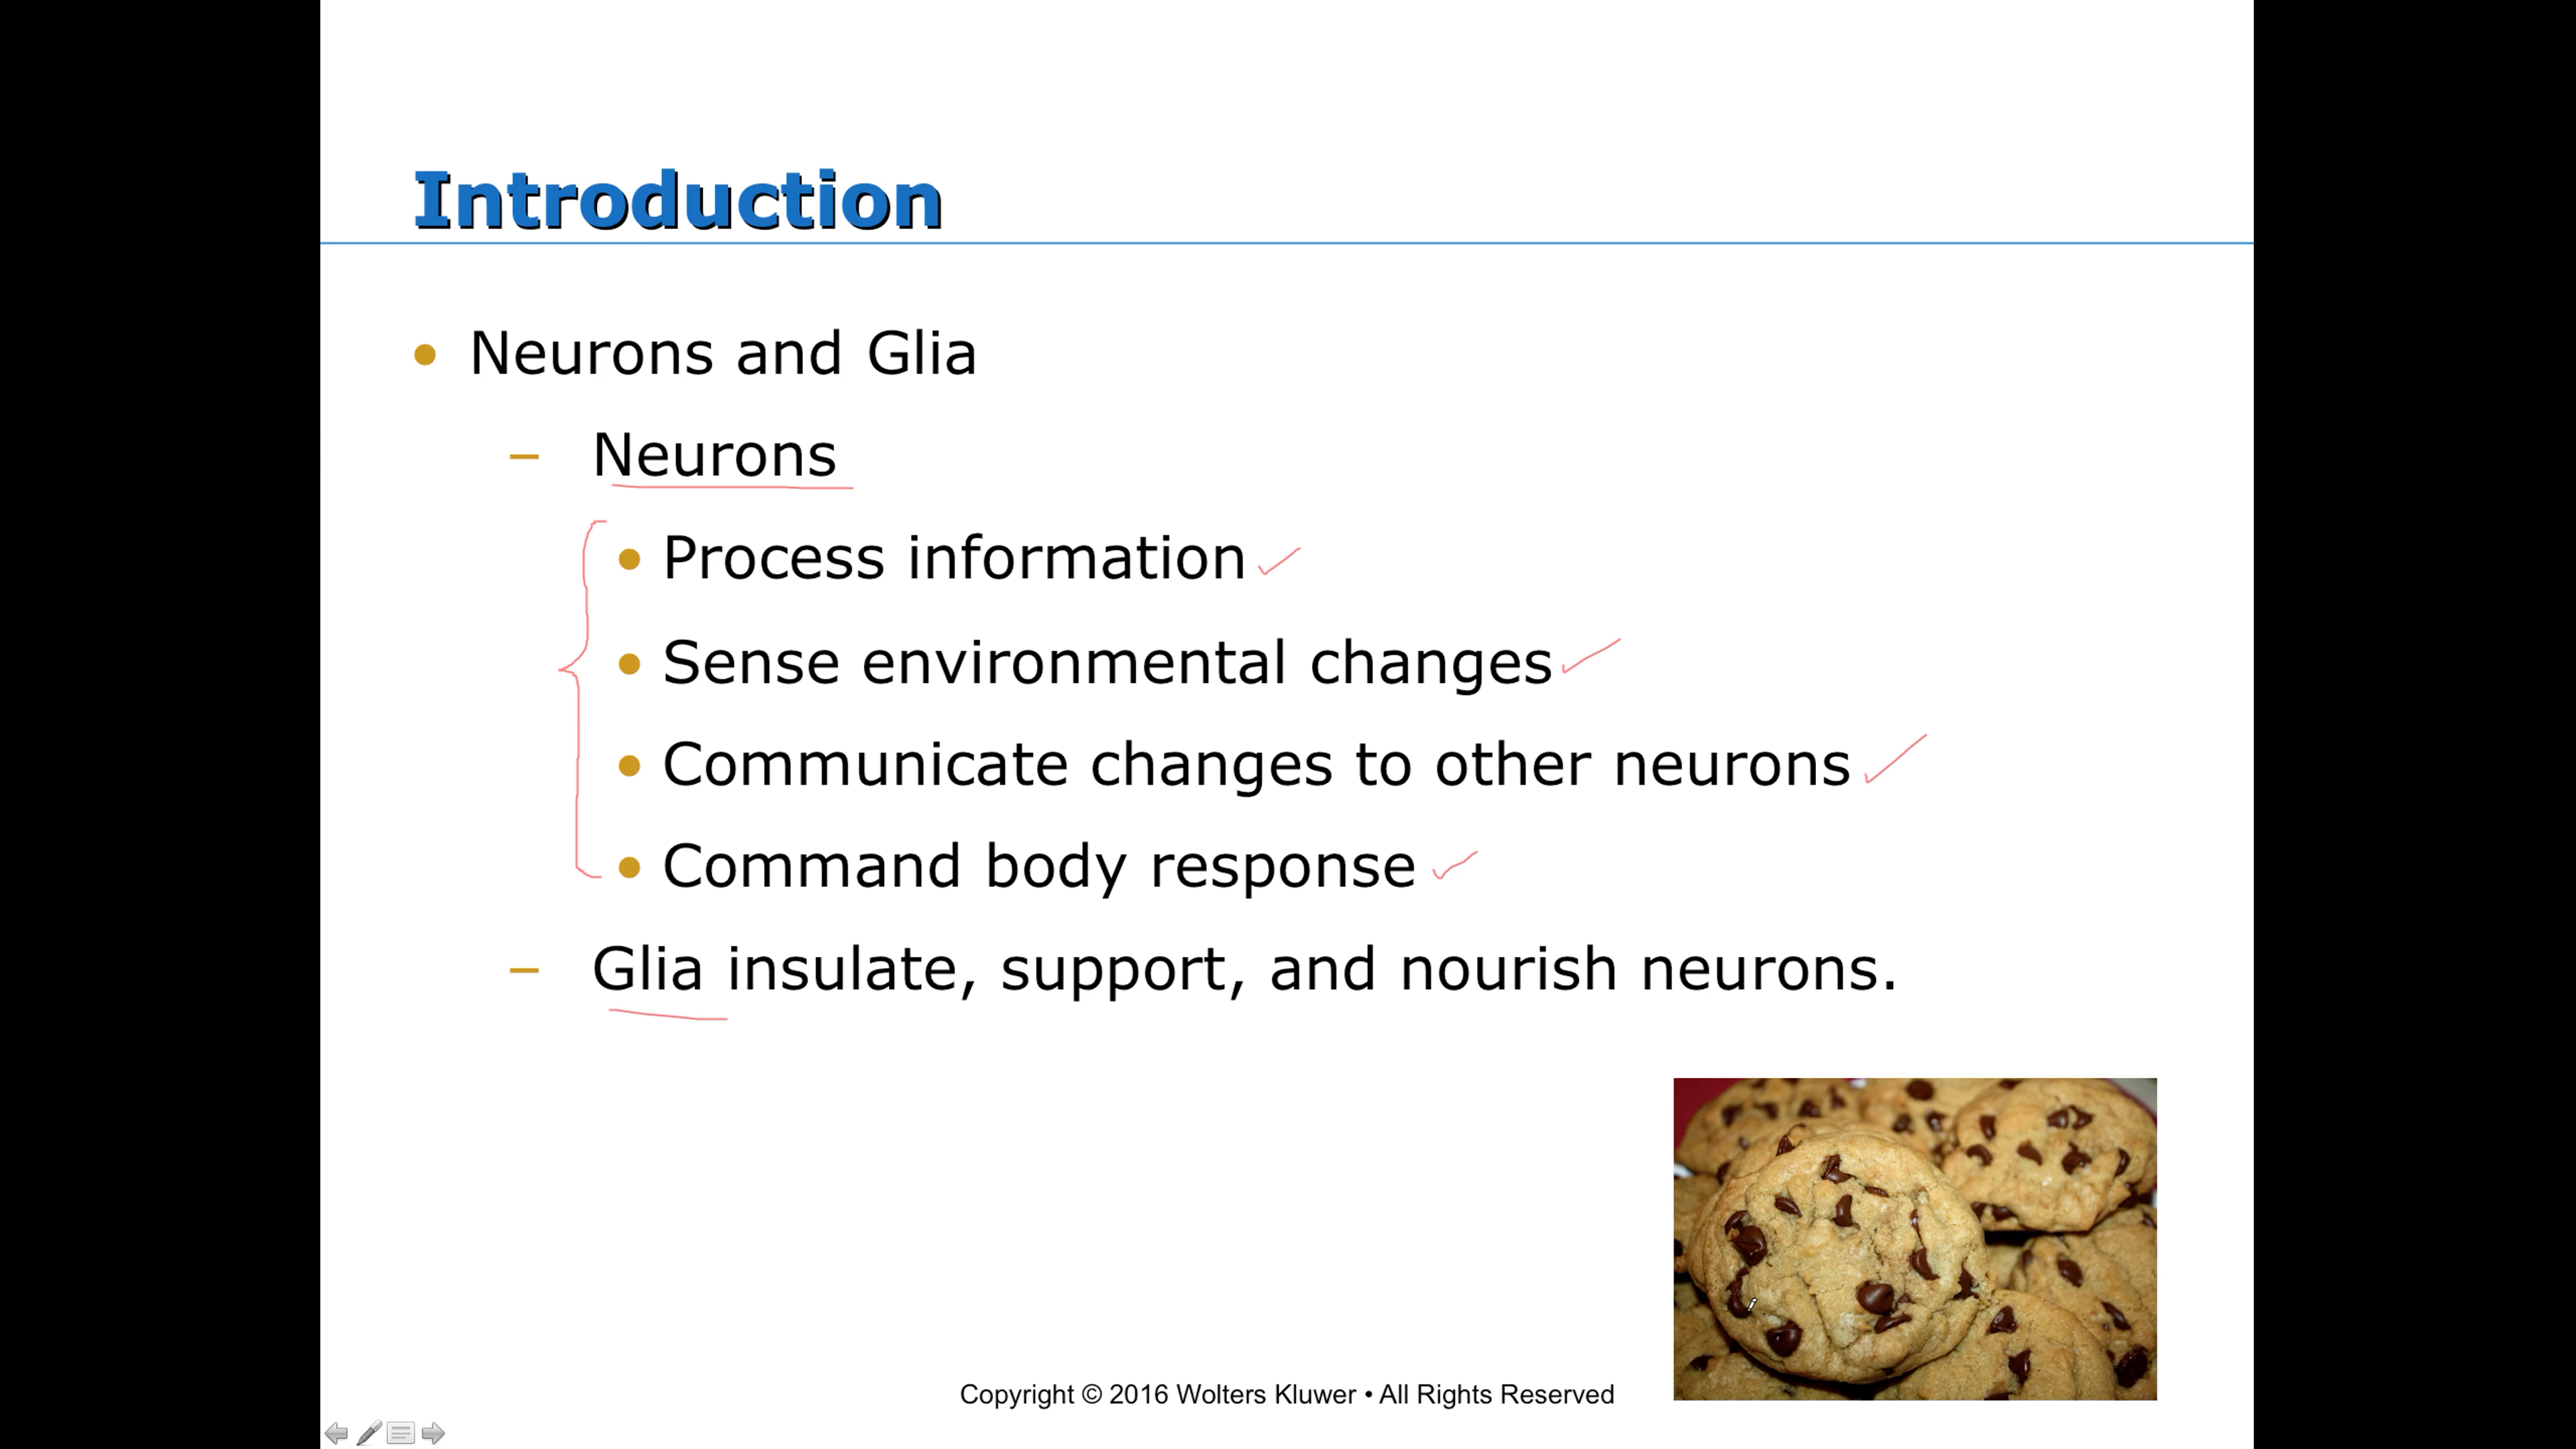 Introduction
• Neurons and Glia
– Neurons
• Process information
• Sense environmental changes
• Communicate changes to other neurons
• Command body response
– Glia insulate, support, and nourish neurons.
Copyright © 2016 Wolters Kluwer • All Rights Reserved